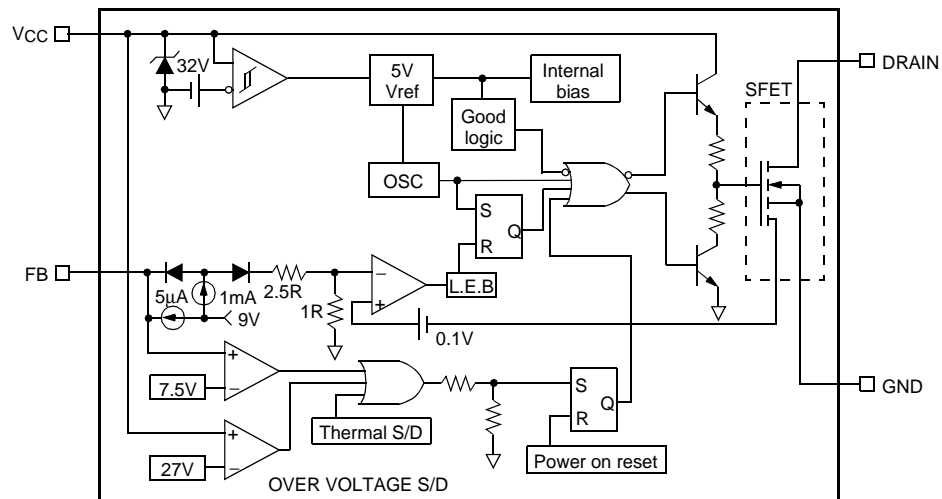 VCC
DRAIN
32V
5V
Vref
Internal
bias
SFET
Good
logic
OSC
S
R
Q
FB
5μA
1mA
9V
2.5R
1R
−
+
L.E.B
0.1V
+
−
7.5V
S
R
Q
GND
Thermal S/D
+
−
27V
Power on reset
OVER VOLTAGE S/D